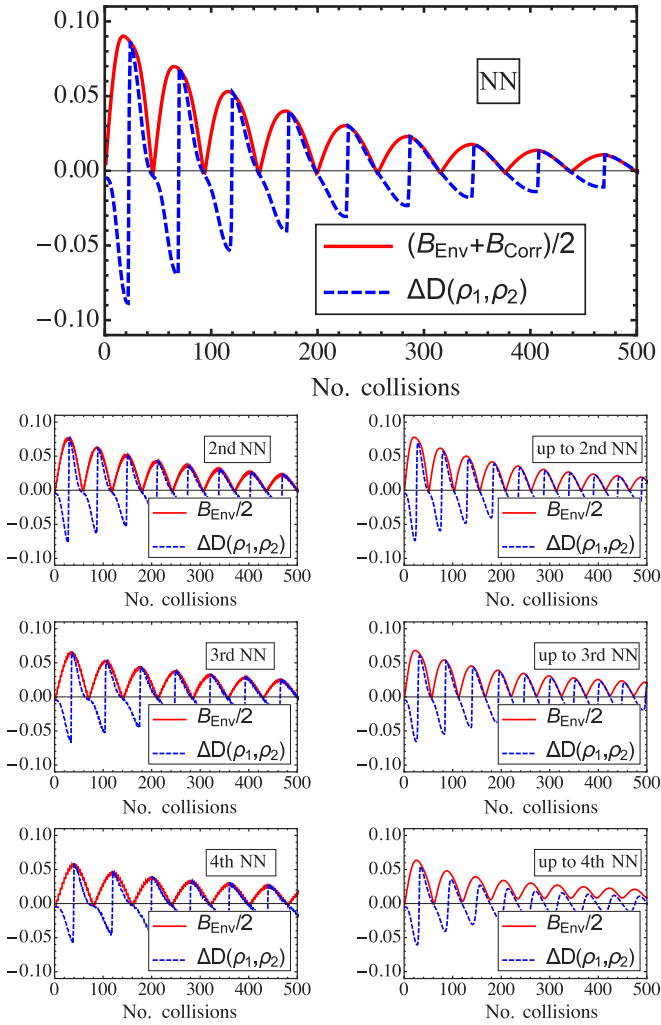 0.10
NN
0.05
0.00
−0.05
(B_Env+B_Corr)/2
ΔD(ρ₁,ρ₂)
−0.10
0 100 200 300 400 500
No. collisions
0.10
2nd NN
0.05
0.00
B_Env/2
−0.05
ΔD(ρ₁,ρ₂)
−0.10
0 100 200 300 400 500
No. collisions
0.10
up to 2nd NN
0.05
0.00
B_Env/2
−0.05
ΔD(ρ₁,ρ₂)
−0.10
0 100 200 300 400 500
No. collisions
0.10
3rd NN
0.05
0.00
B_Env/2
−0.05
ΔD(ρ₁,ρ₂)
−0.10
0 100 200 300 400 500
No. collisions
0.10
up to 3rd NN
0.05
0.00
B_Env/2
−0.05
ΔD(ρ₁,ρ₂)
−0.10
0 100 200 300 400 500
No. collisions
0.10
4th NN
0.05
0.00
B_Env/2
−0.05
ΔD(ρ₁,ρ₂)
−0.10
0 100 200 300 400 500
No. collisions
0.10
up to 4th NN
0.05
0.00
B_Env/2
−0.05
ΔD(ρ₁,ρ₂)
−0.10
0 100 200 300 400 500
No. collisions